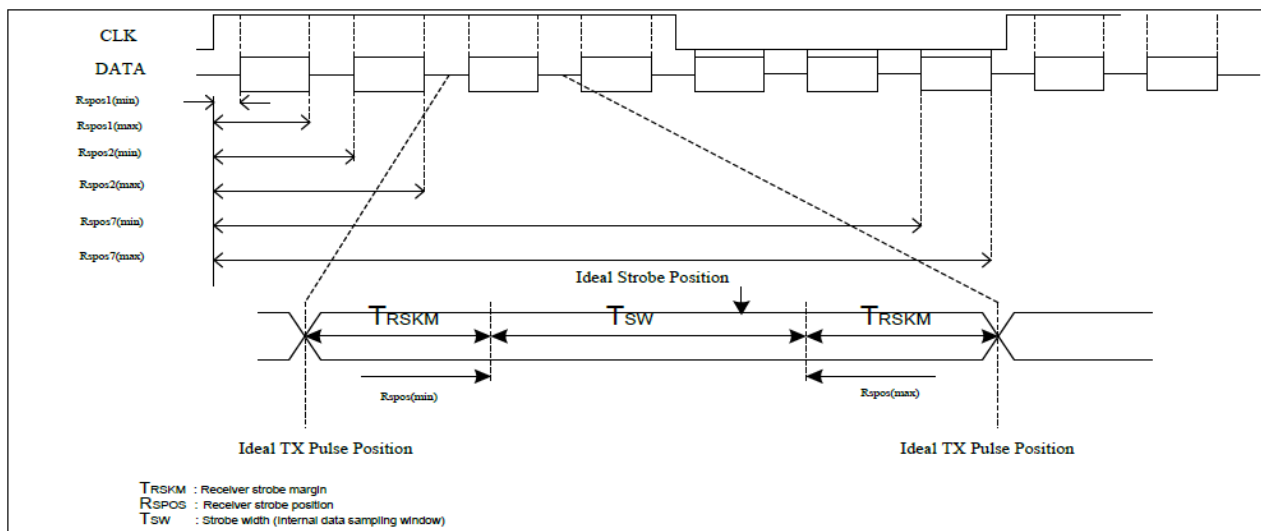 CLK
DATA
Rspos1(min)
Rspos1(max)
Rspos2(min)
Rspos2(max)
Rspos7(min)
Rspos7(max)
Ideal Strobe Position
TRSKM
TSW
TRSKM
Rspos(min)
Rspos(max)
Ideal TX Pulse Position
Ideal TX Pulse Position
TRSKM : Receiver strobe margin
RSPOS : Receiver strobe position
TSW : Strobe width (Internal data sampling window)